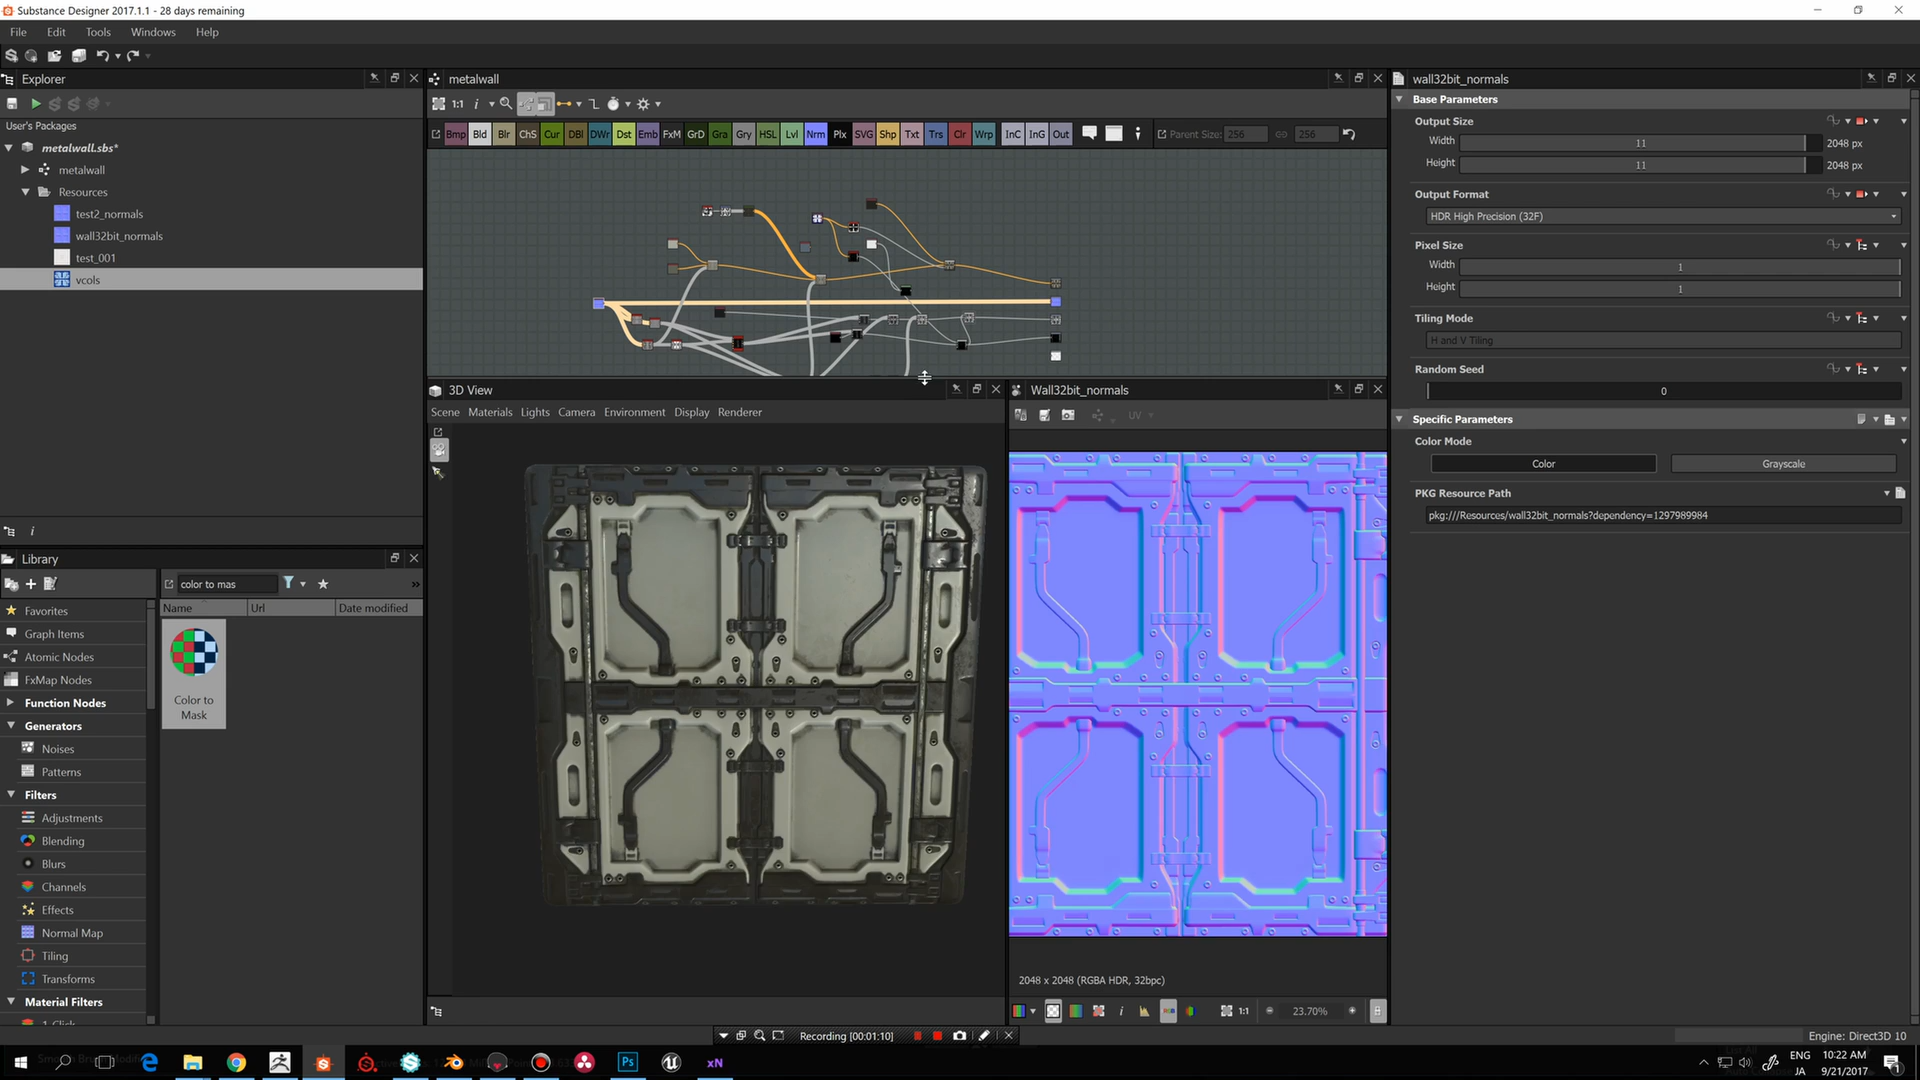 Substance Designer 2017.1.1 - 28 days remaining
File Edit Tools Windows Help
Explorer
User's Packages
metalwall.sbs*
metalwall
Resources
test2_normals
wall32bit_normals
test_001
vcols
Library
color to mas
Name Url Date modified
Favorites
Graph Items
Atomic Nodes
FxMap Nodes
Function Nodes
Generators
Noises
Patterns
Filters
Adjustments
Blending
Blurs
Channels
Effects
Normal Map
Tiling
Transforms
Material Filters
1-Click
Color to
Mask
metalwall
1:1
Bmp Bld Blr ChS Cur DBl DWr Dst Emb FxM GrD Gra Gry HSL Lvl Nrm Plx SVG Shp Txt Trs Clr Wrp InC InG Out
Parent Size: 256 256
3D View
Scene Materials Lights Camera Environment Display Renderer
Wall32bit_normals
UV
2048 x 2048 (RGBA HDR, 32bpc)
1:1 23.70%
wall32bit_normals
Base Parameters
Output Size
Width 11 2048 px
Height 11 2048 px
Output Format
HDR High Precision (32F)
Pixel Size
Width 1
Height 1
Tiling Mode
H and V Tiling
Random Seed
0
Specific Parameters
Color Mode
Color Grayscale
PKG Resource Path
pkg:///Resources/wall32bit_normals?dependency=1297989984
Recording [00:01:10]
Engine: Direct3D 10
Ps
xN
ENG
JA
10:22 AM
9/21/2017
1